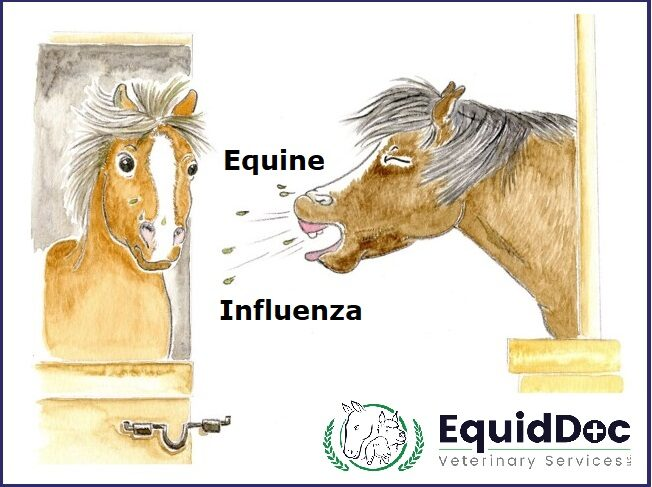 Equine
Influenza
EquidDoc
Veterinary Services